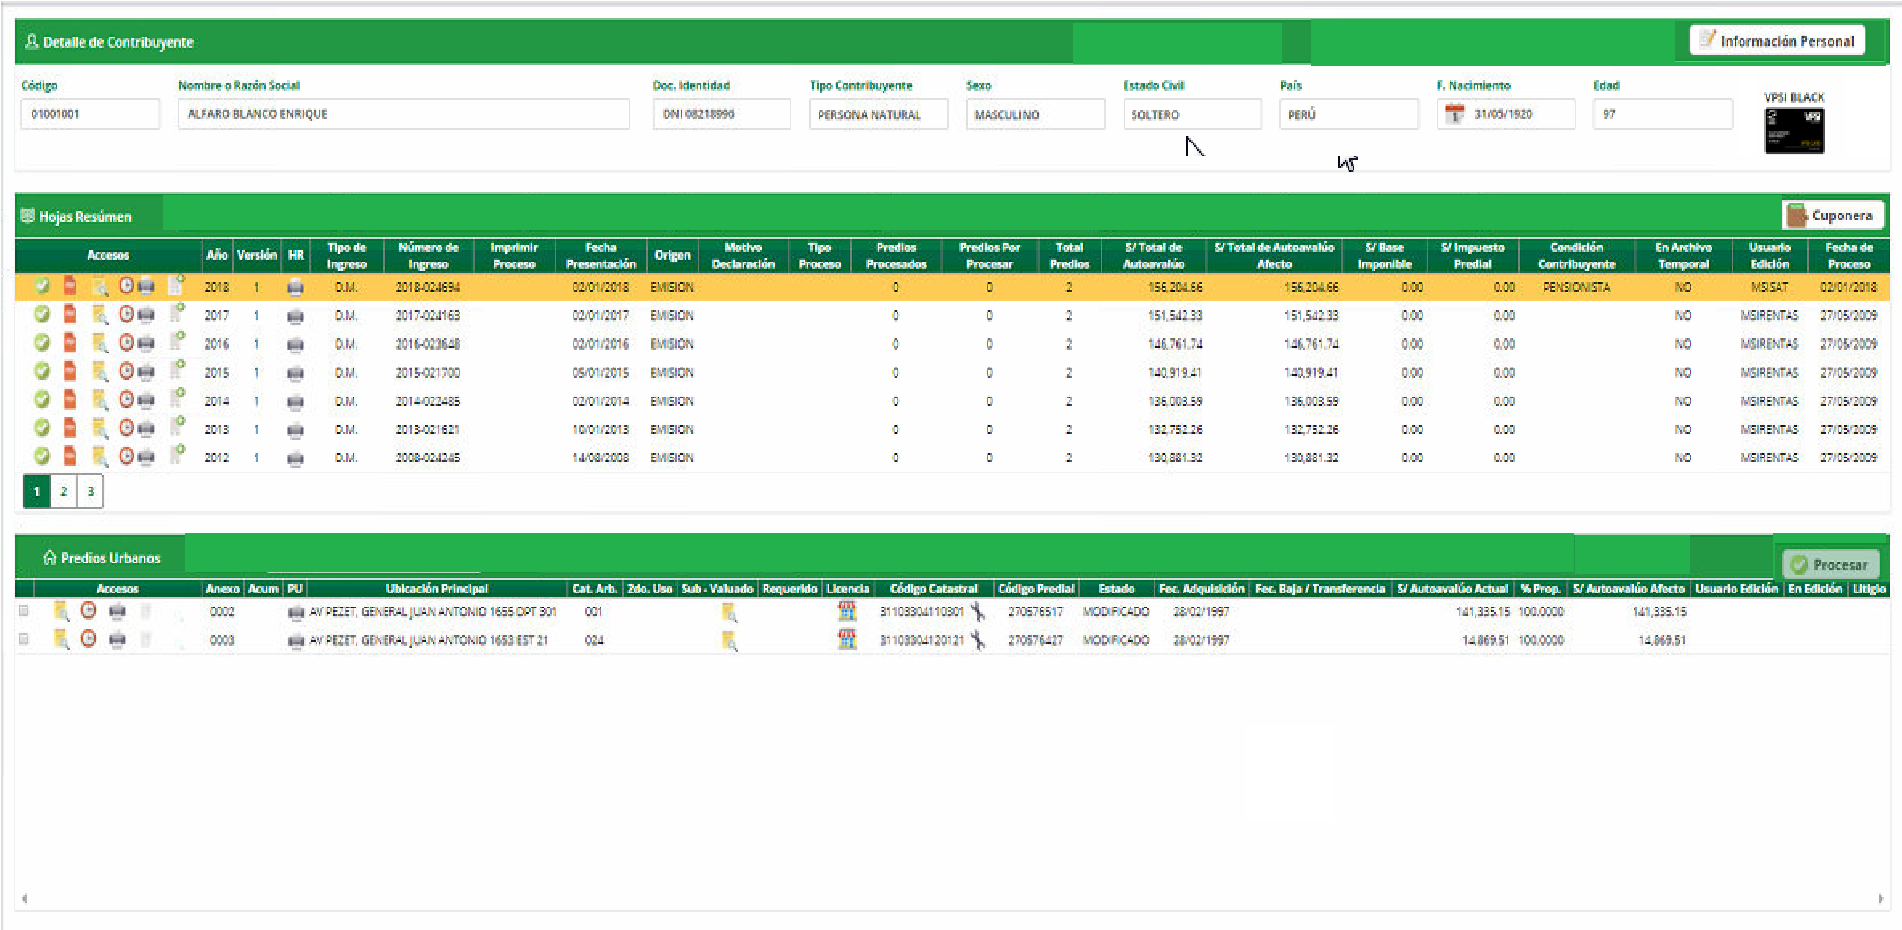 Detalle de Contribuyente
Información Personal
Código Nombre o Razón Social Doc. Identidad Tipo Contribuyente Sexo Estado Civil País F. Nacimiento Edad
VPSI BLACK
01001001 ALFARO BLANCO ENRIQUE DNI 08218996 PERSONA NATURAL MASCULINO SOLTERO PERÚ 31/05/1920 97
Hojas Resúmen
Cuponera
Accesos Año Versión HR Tipo de Ingreso Número de Ingreso Imprimir Proceso Fecha Presentación Origen Motivo Declaración Tipo Proceso Predios Procesados Predios Por Procesar Total Predios S/ Total de Autoavalúo S/ Total de Autoavalúo Afecto S/ Base Imponible S/ Impuesto Predial Condición Contribuyente En Archivo Temporal Usuario Edición Fecha de Proceso
2018 1 D.M. 2018-024694 02/01/2018 EMISION 0 0 2 156,204.66 156,204.66 0.00 0.00 PENSIONISTA NO MSISAT 02/01/2018
2017 1 D.M. 2017-024163 02/01/2017 EMISION 0 0 2 151,542.33 151,542.33 0.00 0.00 NO MSIRENTAS 27/05/2009
2016 1 D.M. 2016-023648 02/01/2016 EMISION 0 0 2 146,761.74 146,761.74 0.00 0.00 NO MSIRENTAS 27/05/2009
2015 1 D.M. 2015-021700 05/01/2015 EMISION 0 0 2 140,919.41 140,919.41 0.00 0.00 NO MSIRENTAS 27/05/2009
2014 1 D.M. 2014-022485 02/01/2014 EMISION 0 0 2 136,003.59 136,003.59 0.00 0.00 NO MSIRENTAS 27/05/2009
2013 1 D.M. 2013-021621 10/01/2013 EMISION 0 0 2 132,752.26 132,752.26 0.00 0.00 NO MSIRENTAS 27/05/2009
2012 1 D.M. 2008-024245 14/08/2008 EMISION 0 0 2 130,881.32 130,881.32 0.00 0.00 NO MSIRENTAS 27/05/2009
1 2 3
Predios Urbanos
Procesar
Accesos Anexo Acum PU Ubicación Principal Cat. Arb. 2do. Uso Sub - Valuado Requerido Licencia Código Catastral Código Predial Estado Fec. Adquisición Fec. Baja / Transferencia S/ Autoavalúo Actual % Prop. S/ Autoavalúo Afecto Usuario Edición En Edición Litigio
0002 AV PEZET, GENERAL JUAN ANTONIO 1655 DPT 301 001 31103304110301 270576517 MODIFICADO 28/02/1997 141,335.15 100.0000 141,335.15
0003 AV PEZET, GENERAL JUAN ANTONIO 1653 EST 21 024 31103304120121 270576427 MODIFICADO 28/02/1997 14,869.51 100.0000 14,869.51